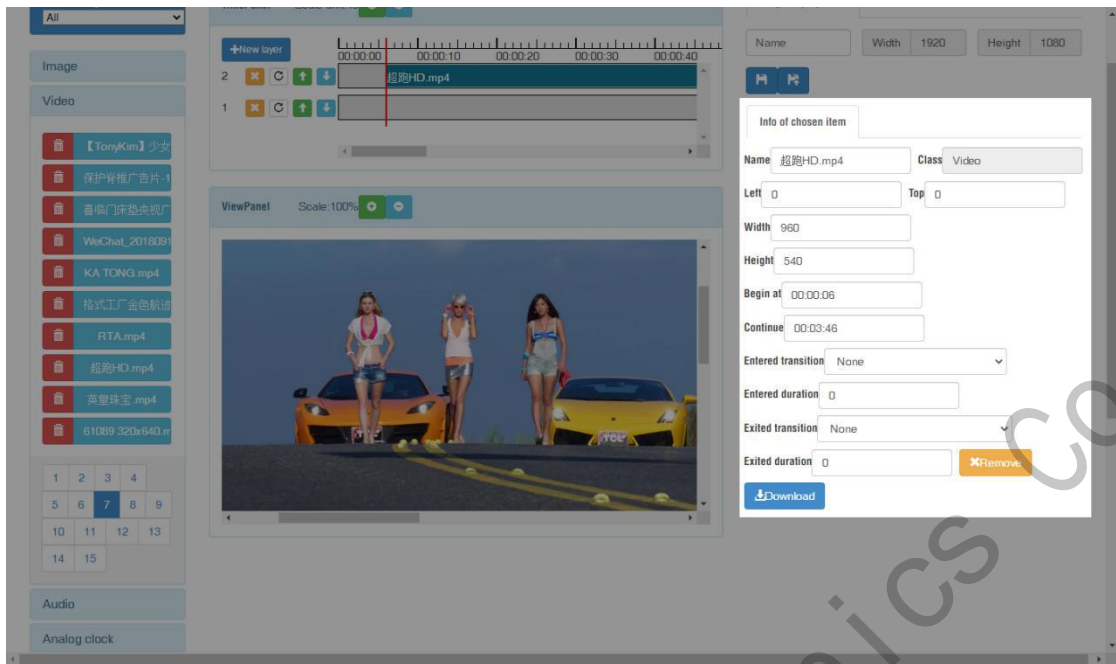 All
Image
Video
【TonyKim】少女
保护脊椎广告片-1
喜临门床垫央视广
WeChat_2018091
KA TONG.mp4
格式工厂金色航迪
RTA.mp4
超跑HD.mp4
英皇珠宝.mp4
61089 320x640.m
1 2 3 4
5 6 7 8 9
10 11 12 13
14 15
Audio
Analog clock
New layer
00:00:00 00:00:10 00:00:20 00:00:30 00:00:40
2 超跑HD.mp4
1
ViewPanel Scale:100%
TCL
Name Width 1920 Height 1080
Info of chosen item
Name 超跑HD.mp4 Class Video
Left 0 Top 0
Width 960
Height 540
Begin at 00:00:06
Continue 00:03:46
Entered transition None
Entered duration 0
Exited transition None
Exited duration 0 Remove
Download